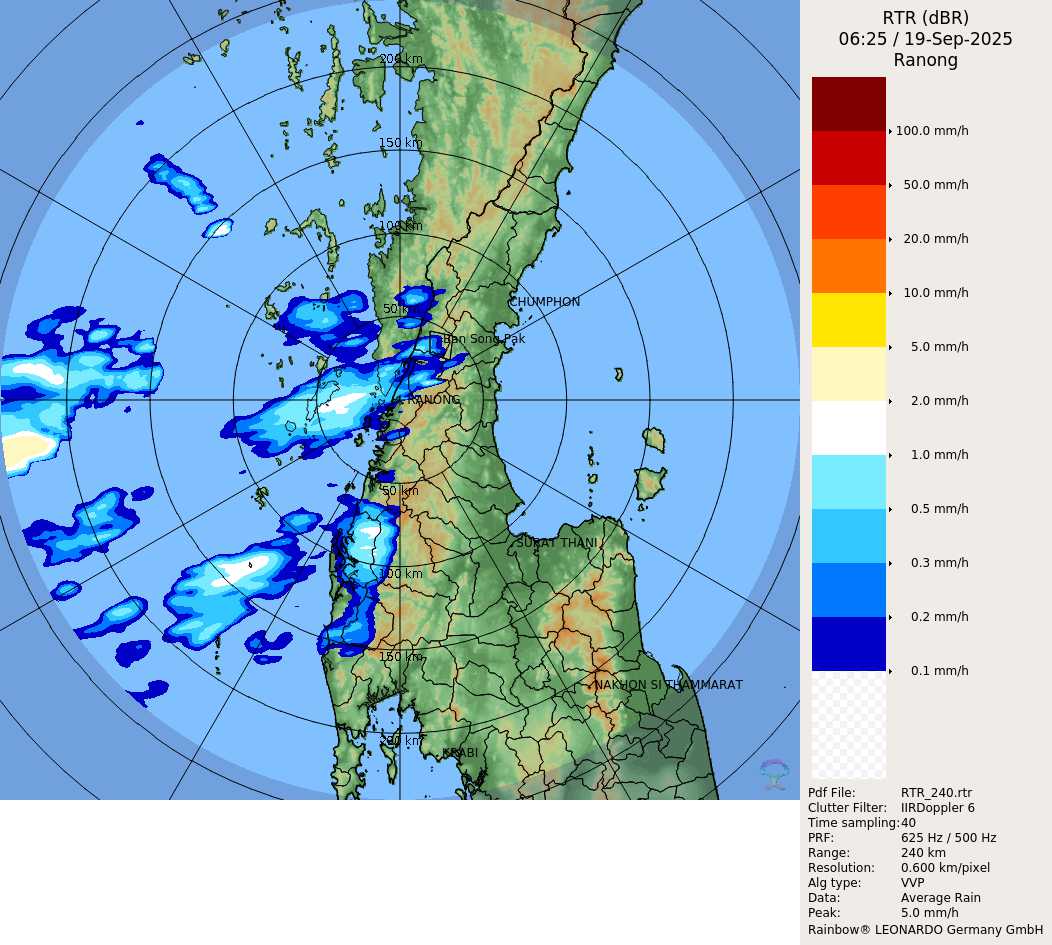 RTR (dBR)
06:25 / 19-Sep-2025
Ranong
100.0 mm/h
50.0 mm/h
20.0 mm/h
10.0 mm/h
5.0 mm/h
2.0 mm/h
1.0 mm/h
0.5 mm/h
0.3 mm/h
0.2 mm/h
0.1 mm/h
200 km
150 km
100 km
50 km
CHUMPHON
Ban Song Pak
RANONG
50 km
SURAT THANI
100 km
150 km
NAKHON SI THAMMARAT
200 km
KRABI
Pdf File: RTR_240.rtr
Clutter Filter: IIRDoppler 6
Time sampling:40
PRF: 625 Hz / 500 Hz
Range: 240 km
Resolution: 0.600 km/pixel
Alg type: VVP
Data: Average Rain
Peak: 5.0 mm/h
Rainbow® LEONARDO Germany GmbH